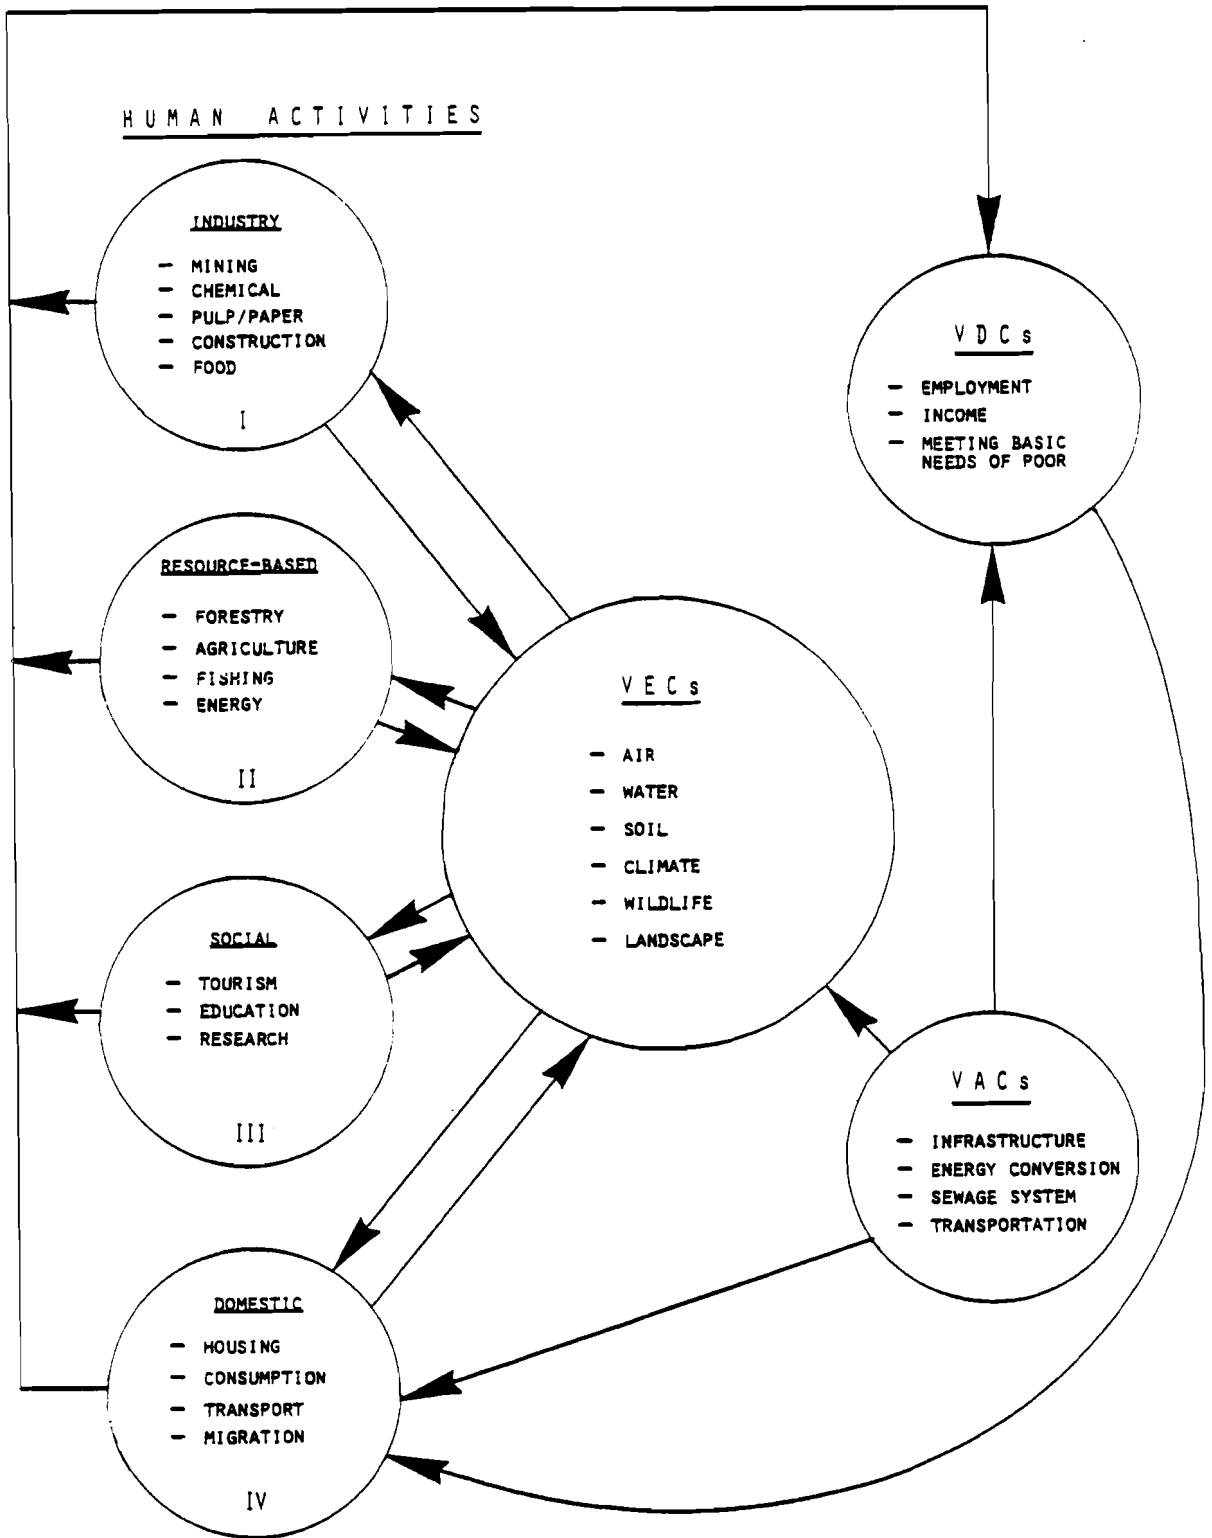 HUMAN ACTIVITIES
INDUSTRY
- MINING
- CHEMICAL
- PULP/PAPER
- CONSTRUCTION
- FOOD
I
RESOURCE-BASED
- FORESTRY
- AGRICULTURE
- FISHING
- ENERGY
II
SOCIAL
- TOURISM
- EDUCATION
- RESEARCH
III
DOMESTIC
- HOUSING
- CONSUMPTION
- TRANSPORT
- MIGRATION
IV
VECs
- AIR
- WATER
- SOIL
- CLIMATE
- WILDLIFE
- LANDSCAPE
VDCs
- EMPLOYMENT
- INCOME
- MEETING BASIC
NEEDS OF POOR
VACs
- INFRASTRUCTURE
- ENERGY CONVERSION
- SEWAGE SYSTEM
- TRANSPORTATION